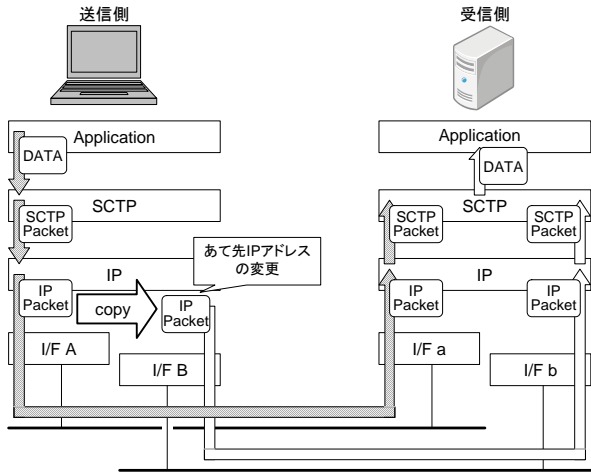 送信側
受信側
Application
Application
DATA
DATA
SCTP
SCTP
SCTP
Packet
SCTP
Packet
SCTP
Packet
あて先IPアドレス
の変更
IP
IP
IP
Packet
copy
IP
Packet
IP
Packet
IP
Packet
I/F A
I/F a
I/F B
I/F b